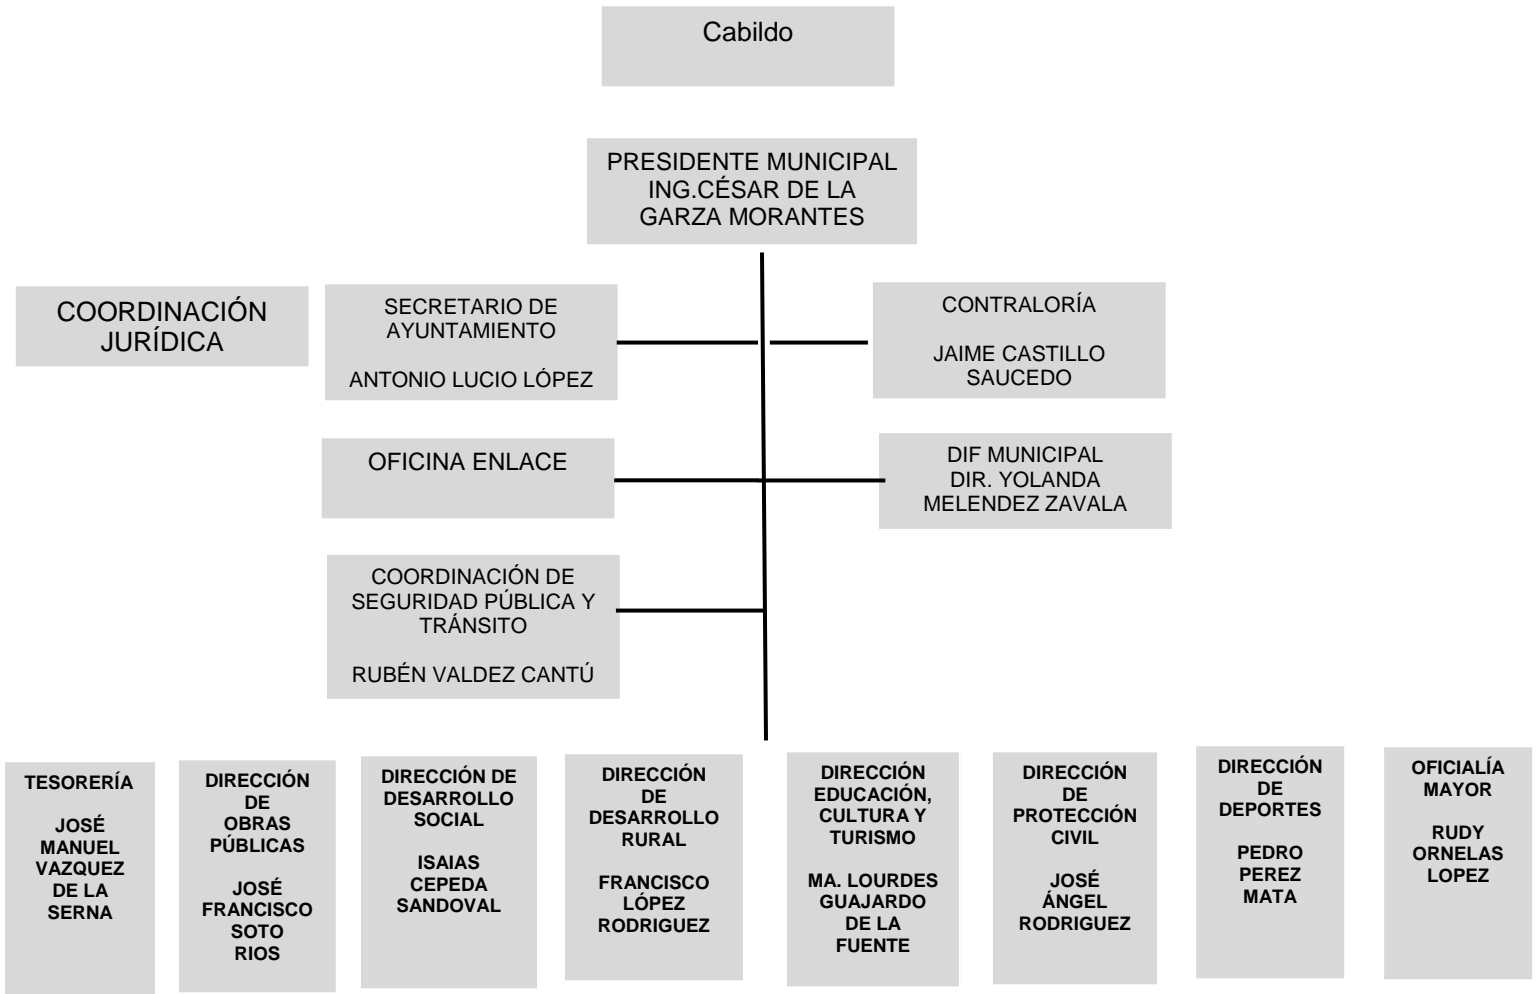 Cabildo
PRESIDENTE MUNICIPAL
ING.CÉSAR DE LA
GARZA MORANTES
COORDINACIÓN
JURÍDICA
SECRETARIO DE
AYUNTAMIENTO
ANTONIO LUCIO LÓPEZ
CONTRALORÍA
JAIME CASTILLO
SAUCEDO
OFICINA ENLACE
DIF MUNICIPAL
DIR. YOLANDA
MELENDEZ ZAVALA
COORDINACIÓN DE
SEGURIDAD PÚBLICA Y
TRÁNSITO
RUBÉN VALDEZ CANTÚ
TESORERÍA
JOSÉ
MANUEL
VAZQUEZ
DE LA
SERNA
DIRECCIÓN
DE
OBRAS
PÚBLICAS
JOSÉ
FRANCISCO
SOTO
RIOS
DIRECCIÓN DE
DESARROLLO
SOCIAL
ISAIAS
CEPEDA
SANDOVAL
DIRECCIÓN
DE
DESARROLLO
RURAL
FRANCISCO
LÓPEZ
RODRIGUEZ
DIRECCIÓN
EDUCACIÓN,
CULTURA Y
TURISMO
MA. LOURDES
GUAJARDO
DE LA
FUENTE
DIRECCIÓN
DE
PROTECCIÓN
CIVIL
JOSÉ
ÁNGEL
RODRIGUEZ
DIRECCIÓN
DE
DEPORTES
PEDRO
PEREZ
MATA
OFICIALÍA
MAYOR
RUDY
ORNELAS
LOPEZ